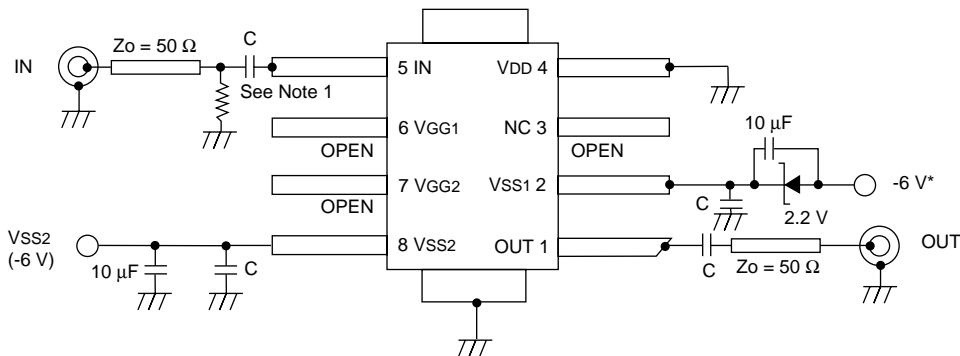 IN
Zo = 50 Ω
C
See Note 1
5 IN
VDD 4
6 VGG1
OPEN
NC 3
OPEN
10 µF
7 VGG2
OPEN
VSS1 2
C
2.2 V
-6 V*
VSS2
(-6 V)
10 µF
C
8 VSS2
OUT 1
C
Zo = 50 Ω
OUT